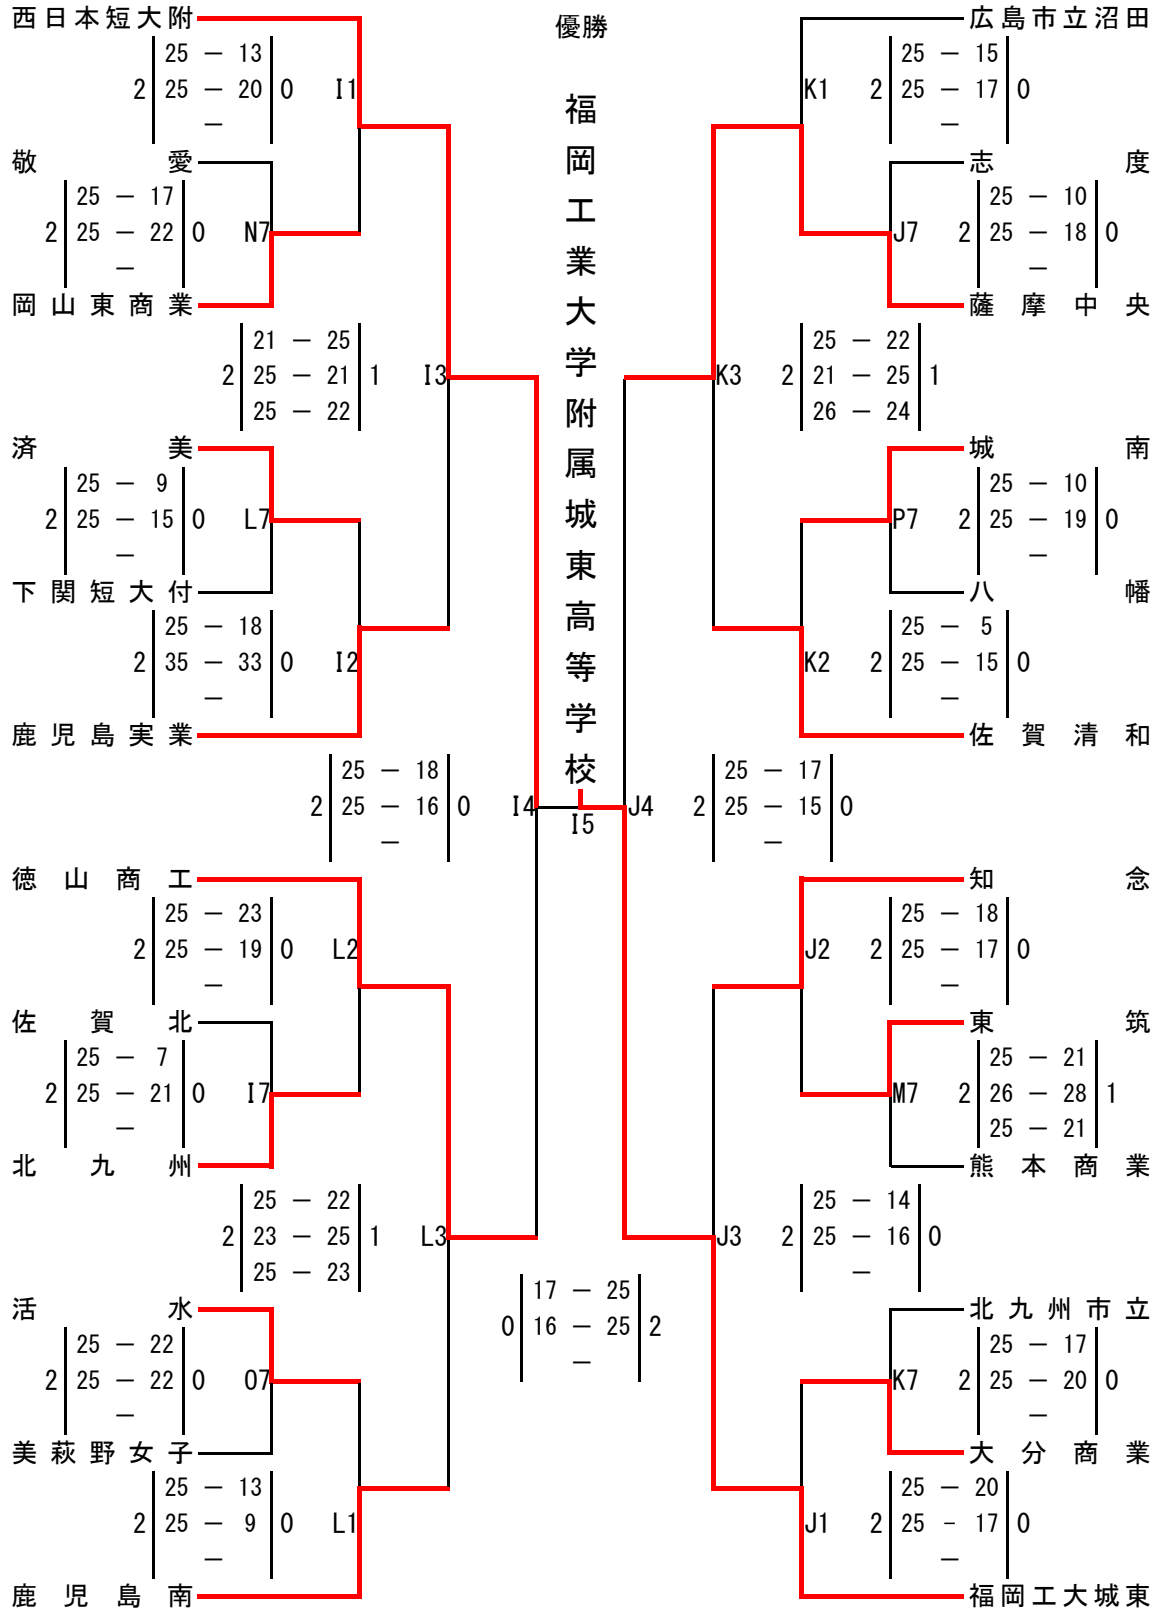 優勝
福岡工業大学附属城東高等学校
西日本短大附
25 － 13
2 25 － 20 0 I1
－
敬愛
25 － 17
2 25 － 22 0 N7
－
岡山東商業
21 － 25
2 25 － 21 1 I3
25 － 22
済美
25 － 9
2 25 － 15 0 L7
－
下関短大付
25 － 18
2 35 － 33 0 I2
－
鹿児島実業
25 － 18
2 25 － 16 0 I4
－
徳山商工
25 － 23
2 25 － 19 0 L2
－
佐賀北
25 － 7
2 25 － 21 0 I7
－
北九州
25 － 22
2 23 － 25 1 L3
25 － 23
活水
25 － 22
2 25 － 22 0 O7
－
美萩野女子
25 － 13
2 25 － 9 0 L1
－
鹿児島南
I5
17 － 25
0 16 － 25 2
－
広島市立沼田
25 － 15
K1 2 25 － 17 0
－
志度
25 － 10
J7 2 25 － 18 0
－
薩摩中央
25 － 22
K3 2 21 － 25 1
26 － 24
城南
25 － 10
P7 2 25 － 19 0
－
八幡
25 － 5
K2 2 25 － 15 0
－
佐賀清和
25 － 17
J4 2 25 － 15 0
－
知念
25 － 18
J2 2 25 － 17 0
－
東筑
25 － 21
M7 2 26 － 28 1
25 － 21
熊本商業
25 － 14
J3 2 25 － 16 0
－
北九州市立
25 － 17
K7 2 25 － 20 0
－
大分商業
25 － 20
J1 2 25 - 17 0
－
福岡工大城東